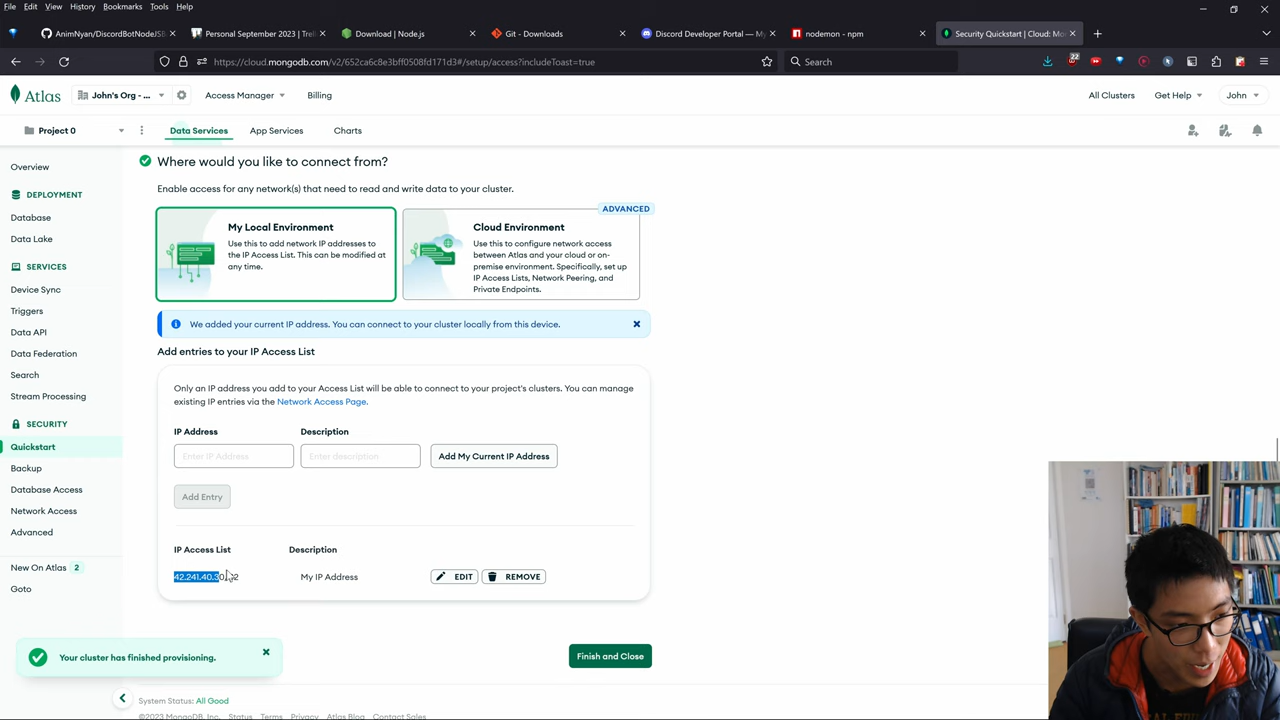 File Edit View History Bookmarks Tools Help
AnimNyan/DiscordBotNodeJSB
Personal September 2023 | Trell
Download | Node.js
Git - Downloads
Discord Developer Portal — My
nodemon - npm
Security Quickstart | Cloud: Mo
https://cloud.mongodb.com/v2/652ca6c8e3bff0508fd171d3#/setup/access?includeToast=true
Search
22
Atlas
John's Org - ...
Access Manager
Billing
All Clusters
Get Help
John
Project 0
Data Services
App Services
Charts
Overview
DEPLOYMENT
Database
Data Lake
SERVICES
Device Sync
Triggers
Data API
Data Federation
Search
Stream Processing
SECURITY
Quickstart
Backup
Database Access
Network Access
Advanced
New On Atlas 2
Goto
Where would you like to connect from?
Enable access for any network(s) that need to read and write data to your cluster.
My Local Environment
Use this to add network IP addresses to
the IP Access List. This can be modified at
any time.
ADVANCED
Cloud Environment
Use this to configure network access
between Atlas and your cloud or on-
premise environment. Specifically, set up
IP Access Lists, Network Peering, and
Private Endpoints.
We added your current IP address. You can connect to your cluster locally from this device.
Add entries to your IP Access List
Only an IP address you add to your Access List will be able to connect to your project's clusters. You can manage
existing IP entries via the Network Access Page.
IP Address
Description
Enter IP Address
Enter description
Add My Current IP Address
Add Entry
IP Access List
Description
My IP Address
EDIT
REMOVE
Your cluster has finished provisioning.
Finish and Close
System Status: All Good
©2023 MongoDB, Inc. Status Terms Privacy Atlas Blog Contact Sales